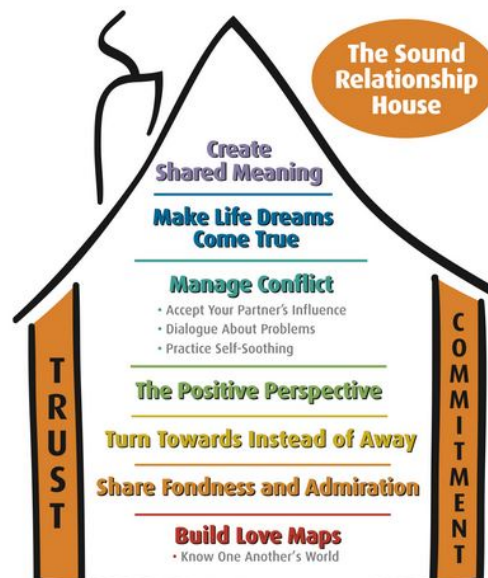 The Sound
Relationship
House
Create
Shared Meaning
Make Life Dreams
Come True
Manage Conflict
• Accept Your Partner's Influence
• Dialogue About Problems
• Practice Self-Soothing
The Positive Perspective
Turn Towards Instead of Away
Share Fondness and Admiration
Build Love Maps
• Know One Another's World
TRUST
COMMITMENT